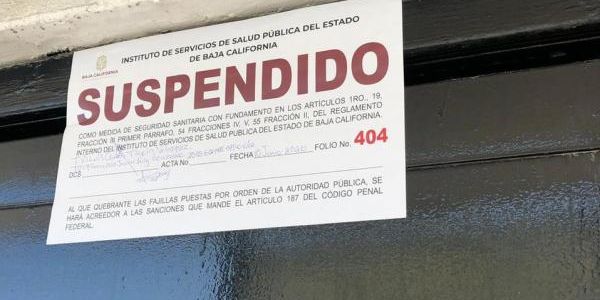 BAJA CALIFORNIA
INSTITUTO DE SERVICIOS DE SALUD PÚBLICA DEL ESTADO
DE BAJA CALIFORNIA
SUSPENDIDO
COMO MEDIDA DE SEGURIDAD SANITARIA CON FUNDAMENTO EN LOS ARTÍCULOS 1RO., 19,
FRACCIÓN III PRIMER PÁRRAFO, 54 FRACCIONES IV, V, 55 FRACCIÓN II, DEL REGLAMENTO
INTERNO DEL INSTITUTO DE SERVICIOS DE SALUD PÚBLICA DEL ESTADO DE BAJA CALIFORNIA.
DCS ACTA No. FECHA FOLIO No. 404
AL QUE QUEBRANTE LAS FAJILLAS PUESTAS POR ORDEN DE LA AUTORIDAD PÚBLICA, SE
HARÁ ACREEDOR A LAS SANCIONES QUE MANDE EL ARTÍCULO 187 DEL CÓDIGO PENAL
FEDERAL.